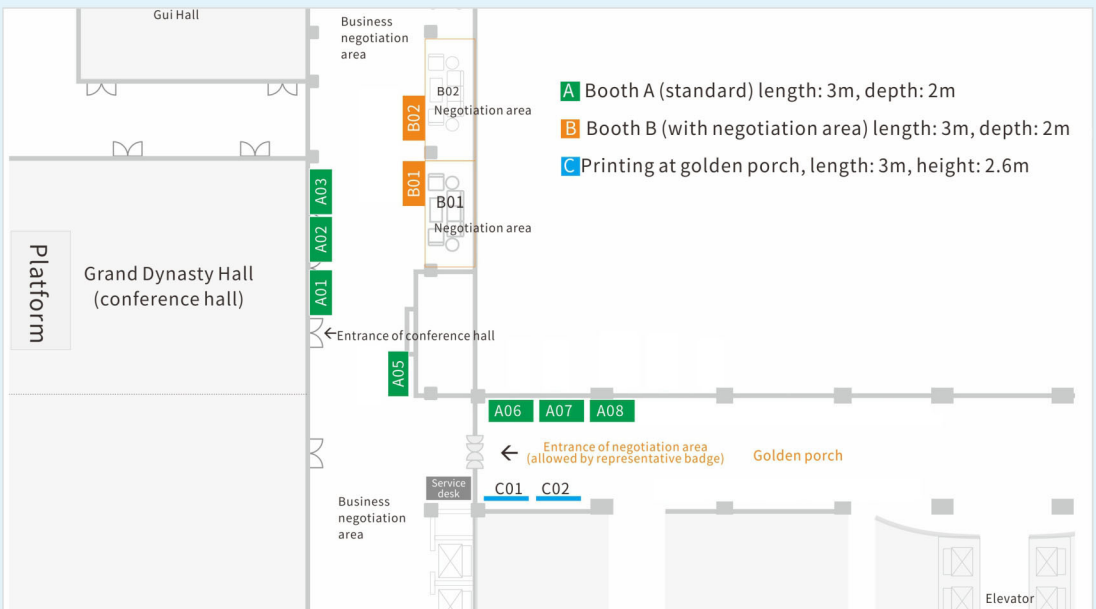 Gui Hall
Business
negotiation
area
B02
Negotiation area
B02
A Booth A (standard) length: 3m, depth: 2m
B Booth B (with negotiation area) length: 3m, depth: 2m
C Printing at golden porch, length: 3m, height: 2.6m
A03
B01
B01
Negotiation area
A02
Platform
Grand Dynasty Hall
(conference hall)
A01
←Entrance of conference hall
A05
A06
A07
A08
← Entrance of negotiation area
(allowed by representative badge)
Golden porch
Service
desk
C01
C02
Business
negotiation
area
Elevator